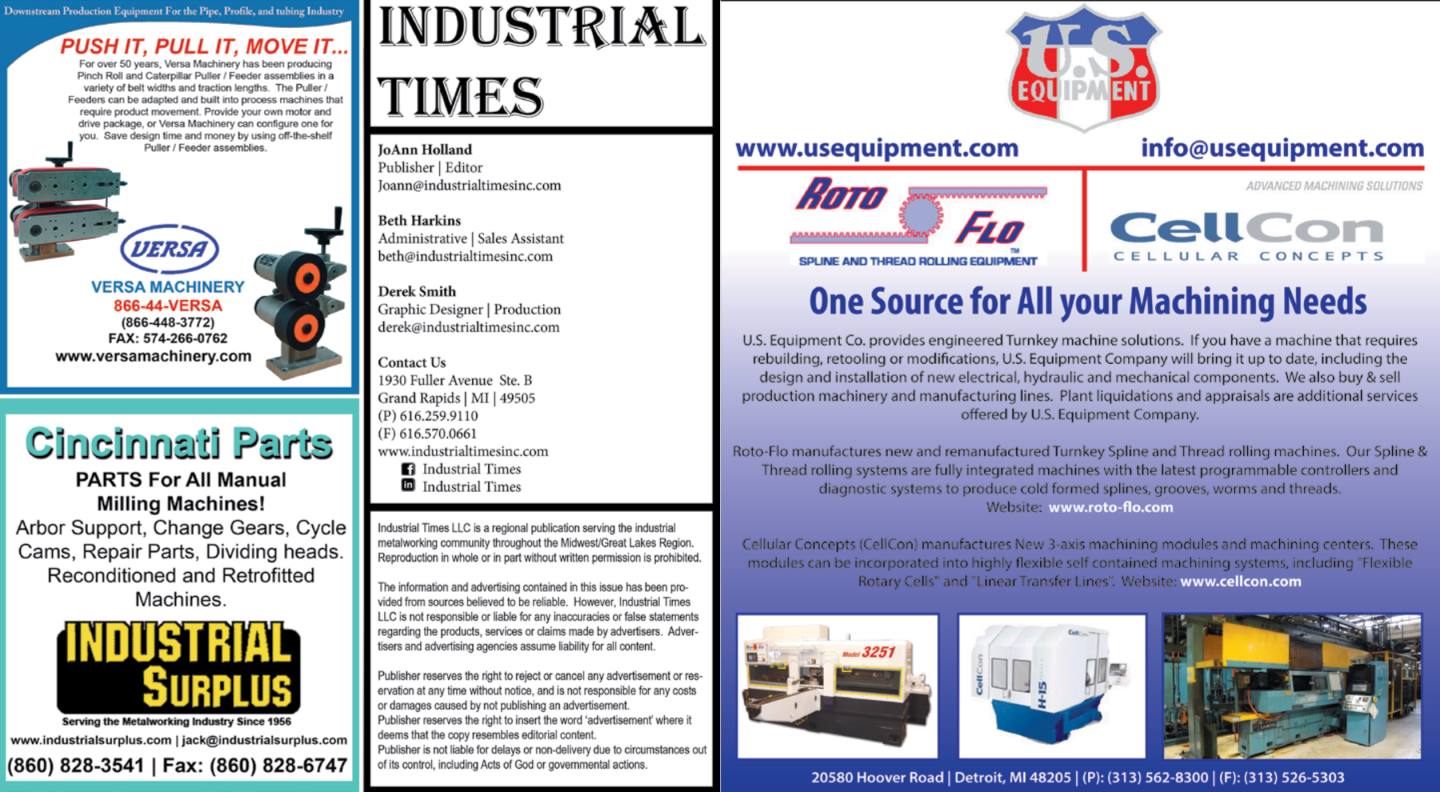 Downstream Production Equipment For the Pipe, Profile, and tubing Industry
PUSH IT, PULL IT, MOVE IT...
For over 50 years, Versa Machinery has been producing
Pinch Roll and Caterpillar Puller / Feeder assemblies in a
variety of belt widths and traction lengths. The Puller /
Feeders can be adapted and built into process machines that
require product movement. Provide your own motor and
drive package, or Versa Machinery can configure one for
you. Save design time and money by using off-the-shelf
Puller / Feeder assemblies.
VERSA
VERSA MACHINERY
866-44-VERSA
(866-448-3772)
FAX: 574-266-0762
www.versamachinery.com
Cincinnati Parts
PARTS For All Manual
Milling Machines!
Arbor Support, Change Gears, Cycle
Cams, Repair Parts, Dividing heads.
Reconditioned and Retrofitted
Machines.
INDUSTRIAL
SURPLUS
Serving the Metalworking Industry Since 1956
www.industrialsurplus.com | jack@industrialsurplus.com
(860) 828-3541 | Fax: (860) 828-6747
INDUSTRIAL
TIMES
JoAnn Holland
Publisher | Editor
Joann@industrialtimesinc.com
Beth Harkins
Administrative | Sales Assistant
beth@industrialtimesinc.com
Derek Smith
Graphic Designer | Production
derek@industrialtimesinc.com
Contact Us
1930 Fuller Avenue Ste. B
Grand Rapids | MI | 49505
(P) 616.259.9110
(F) 616.570.0661
www.industrialtimesinc.com
Industrial Times
Industrial Times
Industrial Times LLC is a regional publication serving the industrial
metalworking community throughout the Midwest/Great Lakes Region.
Reproduction in whole or in part without written permission is prohibited.
The information and advertising contained in this issue has been pro-
vided from sources believed to be reliable. However, Industrial Times
LLC is not responsible or liable for any inaccuracies or false statements
regarding the products, services or claims made by advertisers. Adver-
tisers and advertising agencies assume liability for all content.
Publisher reserves the right to reject or cancel any advertisement or res-
ervation at any time without notice, and is not responsible for any costs
or damages caused by not publishing an advertisement.
Publisher reserves the right to insert the word 'advertisement' where it
deems that the copy resembles editorial content.
Publisher is not liable for delays or non-delivery due to circumstances out
of its control, including Acts of God or governmental actions.
U.S.
EQUIPMENT
www.usequipment.com
info@usequipment.com
ROTO
FLO
TM
SPLINE AND THREAD ROLLING EQUIPMENT
ADVANCED MACHINING SOLUTIONS
CellCon
CELLULAR CONCEPTS
One Source for All your Machining Needs
U.S. Equipment Co. provides engineered Turnkey machine solutions. If you have a machine that requires
rebuilding, retooling or modifications, U.S. Equipment Company will bring it up to date, including the
design and installation of new electrical, hydraulic and mechanical components. We also buy & sell
production machinery and manufacturing lines. Plant liquidations and appraisals are additional services
offered by U.S. Equipment Company.
Roto-Flo manufactures new and remanufactured Turnkey Spline and Thread rolling machines. Our Spline &
Thread rolling systems are fully integrated machines with the latest programmable controllers and
diagnostic systems to produce cold formed splines, grooves, worms and threads.
Website: www.roto-flo.com
Cellular Concepts (CellCon) manufactures New 3-axis machining modules and machining centers. These
modules can be incorporated into highly flexible self contained machining systems, including "Flexible
Rotary Cells" and "Linear Transfer Lines". Website: www.cellcon.com
Model 3251
CellCon
CellCon
H-15
20580 Hoover Road | Detroit, MI 48205 | (P): (313) 562-8300 | (F): (313) 526-5303